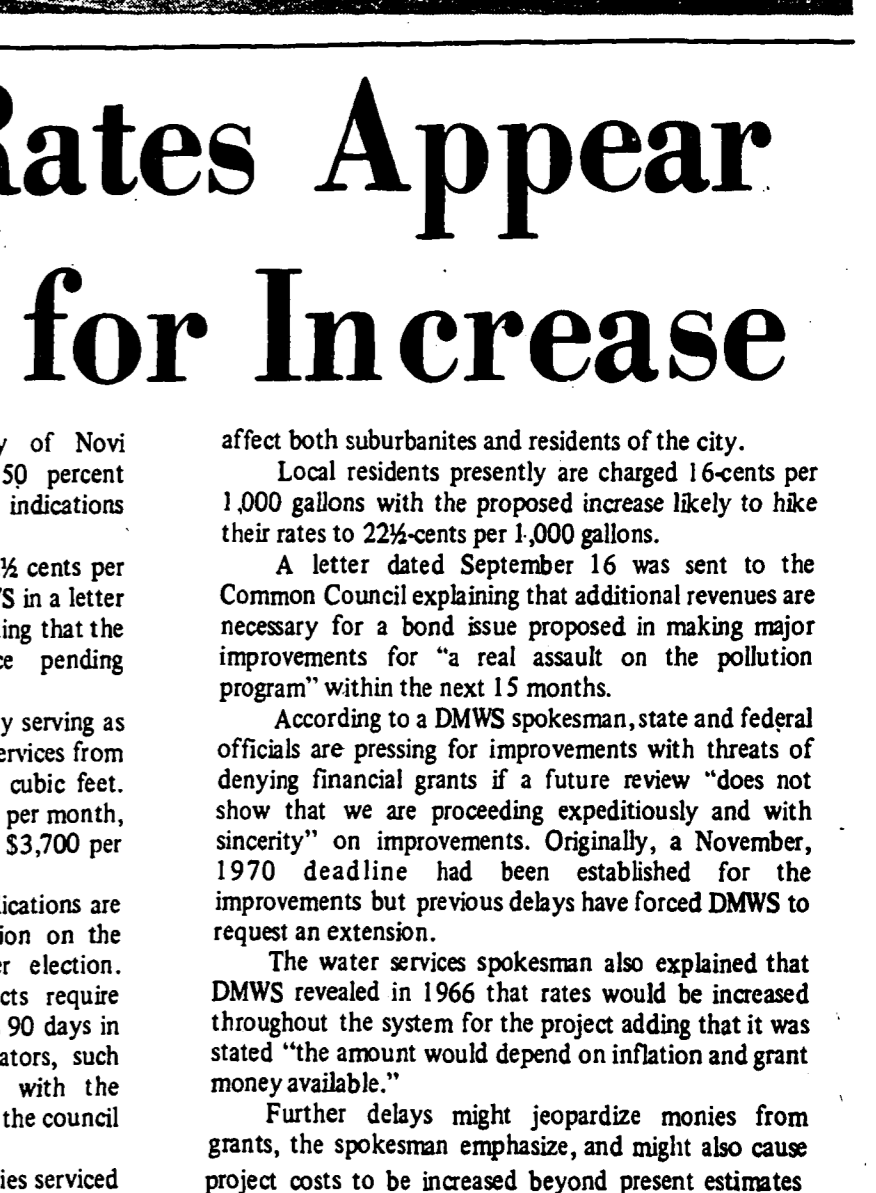 Rates Appear
for Increase
of Novi
50 percent
indications
½ cents per
S in a letter
ing that the
pending
y serving as
ervices from
cubic feet.
per month,
$3,700 per
ications are
ion on the
election.
cts require
90 days in
ators, such
with the
the council
ies serviced
affect both suburbanites and residents of the city.
Local residents presently are charged 16-cents per
1,000 gallons with the proposed increase likely to hike
their rates to 22½-cents per 1,000 gallons.
A letter dated September 16 was sent to the
Common Council explaining that additional revenues are
necessary for a bond issue proposed in making major
improvements for “a real assault on the pollution
program” within the next 15 months.
According to a DMWS spokesman, state and federal
officials are pressing for improvements with threats of
denying financial grants if a future review “does not
show that we are proceeding expeditiously and with
sincerity” on improvements. Originally, a November,
1970 deadline had been established for the
improvements but previous delays have forced DMWS to
request an extension.
The water services spokesman also explained that
DMWS revealed in 1966 that rates would be increased
throughout the system for the project adding that it was
stated “the amount would depend on inflation and grant
money available.”
Further delays might jeopardize monies from
grants, the spokesman emphasize, and might also cause
project costs to be increased beyond present estimates